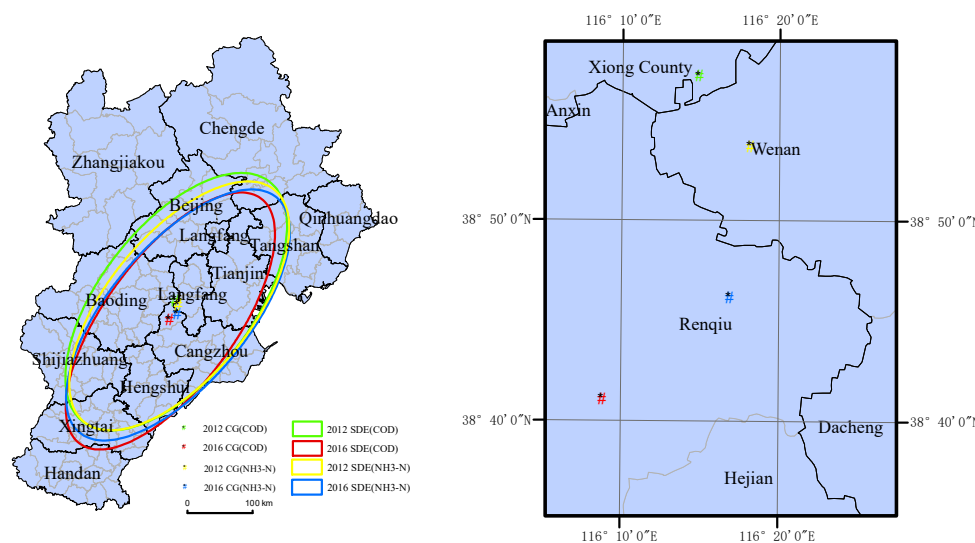 Chengde
Zhangjiakou
Beijing
Qinhuangdao
Langfang
Tangshan
Tianjin
Langfang
Baoding
Cangzhou
Shijiazhuang
Hengshui
Xingtai
Handan
2012 CG(COD)
2012 SDE(COD)
2016 CG(COD)
2016 SDE(COD)
2012 CG(NH3-N)
2012 SDE(NH3-N)
2016 CG(NH3-N)
2016 SDE(NH3-N)
0 100 km
116° 10′0″E 116° 20′0″E
Xiong County
Anxin
Wenan
38° 50′0″N 38° 50′0″N
Renqiu
38° 40′0″N 38° 40′0″N
Dacheng
Hejian
116° 10′0″E 116° 20′0″E